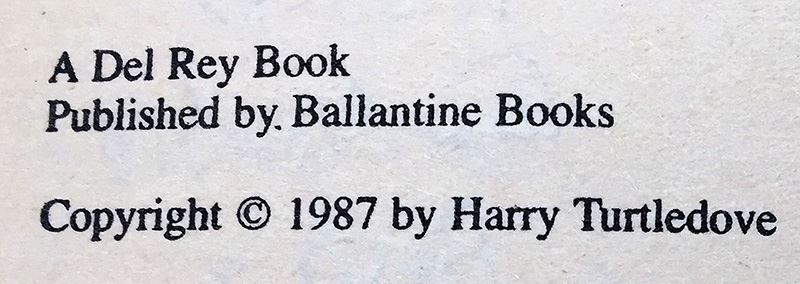 A Del Rey Book
Published by. Ballantine Books
Copyright © 1987 by Harry Turtledove